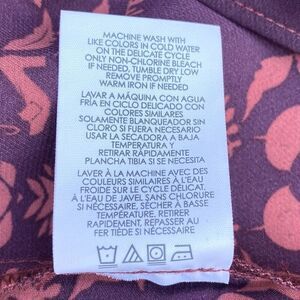 MACHINE WASH WITH
LIKE COLORS IN COLD WATER
ON THE DELICATE CYCLE
ONLY NON-CHLORINE BLEACH
IF NEEDED, TUMBLE DRY LOW
REMOVE PROMPTLY
WARM IRON IF NEEDED
LAVAR A MÁQUINA CON AGUA
FRÍA EN CICLO DELICADO CON
COLORES SIMILARES
SOLAMENTE BLANQUEADOR SIN
CLORO SI FUERA NECESARIO
USAR LA SECADORA A BAJA
TEMPERATURA Y
RETIRAR RÁPIDAMENTE
PLANCHA TIBIA SI ES NECESARIO
LAVER À LA MACHINE AVEC DES
COULEURS SIMILAIRES À L'EAU
FROIDE SUR LE CYCLE DÉLICAT.
À L'EAU DE JAVEL SANS CHLORURE
SI NÉCESSAIRE, SÉCHER À BASSE
TEMPÉRATURE. RETIRER
RAPIDEMENT, REPASSER AU
FER TIÈDE SI NÉCESSAIRE